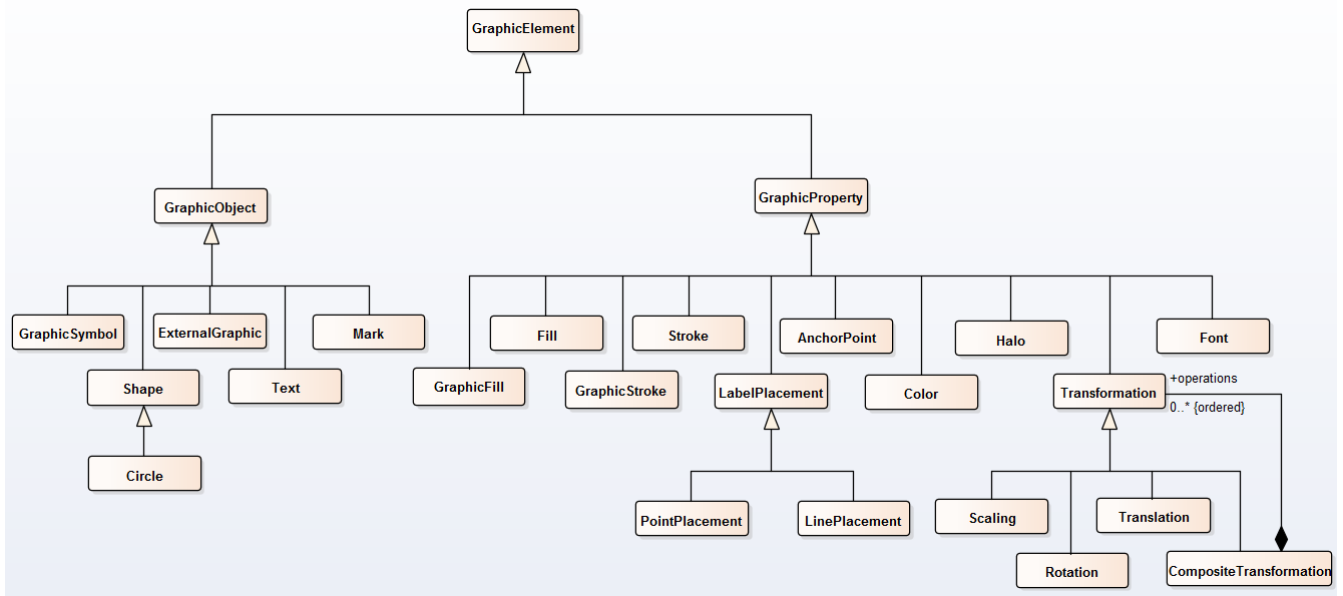 GraphicElement
GraphicObject
GraphicProperty
GraphicSymbol
ExternalGraphic
Mark
Fill
Stroke
AnchorPoint
Halo
Font
Shape
Text
GraphicFill
GraphicStroke
LabelPlacement
Color
Transformation
+operations
0..* {ordered}
Circle
PointPlacement
LinePlacement
Scaling
Translation
Rotation
CompositeTransformation